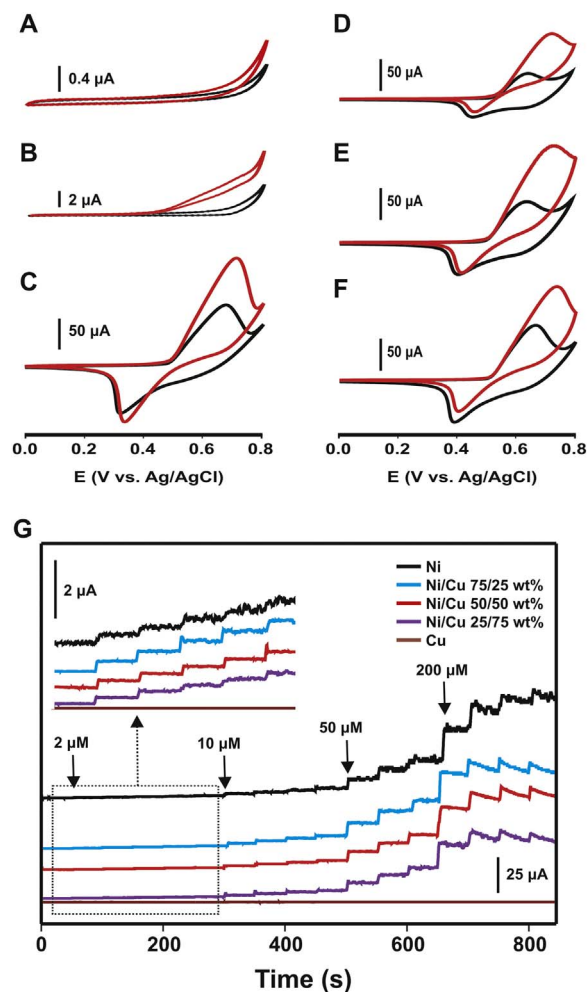 A
0.4 µA
B
2 µA
C
50 µA
0.0 0.2 0.4 0.6 0.8
E (V vs. Ag/AgCl)
D
50 µA
E
50 µA
F
50 µA
0.0 0.2 0.4 0.6 0.8
E (V vs. Ag/AgCl)
G
2 µA
Ni
Ni/Cu 75/25 wt%
Ni/Cu 50/50 wt%
Ni/Cu 25/75 wt%
Cu
200 µM
50 µM
2 µM
10 µM
25 µA
0 200 400 600 800
Time (s)